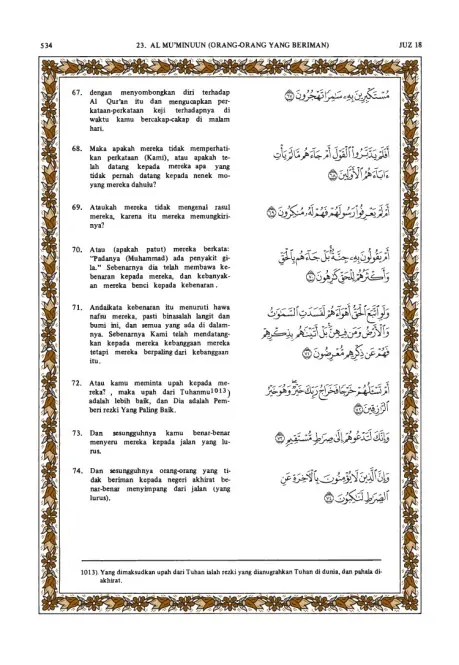 534
23. AL MU'MINUUN (ORANG-ORANG YANG BERIMAN)
JUZ 18
67. dengan menyombongkan diri terhadap
Al Qur'an itu dan mengucapkan per-
kataan-perkataan keji terhadapnya di
waktu kamu bercakap-cakap di malam
hari.
مُسْتَكْبِرِينَ بِهِۦ سَٰمِرًا تَهْجُرُونَ ٦٧
68. Maka apakah mereka tidak memperhati-
kan perkataan (Kami), atau apakah te-
lah datang kepada mereka apa yang
tidak pernah datang kepada nenek mo-
yang mereka dahulu?
أَفَلَمْ يَدَّبَّرُوا۟ ٱلْقَوْلَ أَمْ جَآءَهُم مَّا لَمْ يَأْتِ
ءَابَآءَهُمُ ٱلْأَوَّلِينَ ٦٨
69. Ataukah mereka tidak mengenal rasul
mereka, karena itu mereka memungkiri-
nya?
أَمْ لَمْ يَعْرِفُوا۟ رَسُولَهُمْ فَهُمْ لَهُۥ مُنكِرُونَ ٦٩
70. Atau (apakah patut) mereka berkata:
"Padanya (Muhammad) ada penyakit gi-
la." Sebenarnya dia telah membawa ke-
benaran kepada mereka, dan kebanyak-
an mereka benci kepada kebenaran.
أَمْ يَقُولُونَ بِهِۦ جِنَّةٌۢ بَلْ جَآءَهُم بِٱلْحَقِّ
وَأَكْثَرُهُمْ لِلْحَقِّ كَٰرِهُونَ ٧٠
71. Andaikata kebenaran itu menuruti hawa
nafsu mereka, pasti binasalah langit dan
bumi ini, dan semua yang ada di dalam-
nya. Sebenarnya Kami telah mendatang-
kan kepada mereka kebanggaan mereka
tetapi mereka berpaling dari kebanggaan
itu.
وَلَوِ ٱتَّبَعَ ٱلْحَقُّ أَهْوَآءَهُمْ لَفَسَدَتِ ٱلسَّمَٰوَٰتُ
وَٱلْأَرْضُ وَمَن فِيهِنَّ بَلْ أَتَيْنَٰهُم بِذِكْرِهِمْ
فَهُمْ عَن ذِكْرِهِم مُّعْرِضُونَ ٧١
72. Atau kamu meminta upah kepada me-
reka? , maka upah dari Tuhanmu1013)
adalah lebih baik, dan Dia adalah Pem-
beri rezki Yang Paling Baik.
أَمْ تَسْـَٔلُهُمْ خَرْجًا فَخَرَاجُ رَبِّكَ خَيْرٌ وَهُوَ خَيْرُ
ٱلرَّٰزِقِينَ ٧٢
73. Dan sesungguhnya kamu benar-benar
menyeru mereka kepada jalan yang lu-
rus.
وَإِنَّكَ لَتَدْعُوهُمْ إِلَىٰ صِرَٰطٍ مُّسْتَقِيمٍ ٧٣
74. Dan sesungguhnya orang-orang yang ti-
dak beriman kepada negeri akhirat be-
nar-benar menyimpang dari jalan (yang
lurus).
وَإِنَّ ٱلَّذِينَ لَا يُؤْمِنُونَ بِٱلْـَٔاخِرَةِ عَنِ
ٱلصِّرَٰطِ لَنَٰكِبُونَ ٧٤
1013). Yang dimaksudkan upah dari Tuhan ialah rezki yang dianugrahkan Tuhan di dunia, dan pahala di-
akhirat.